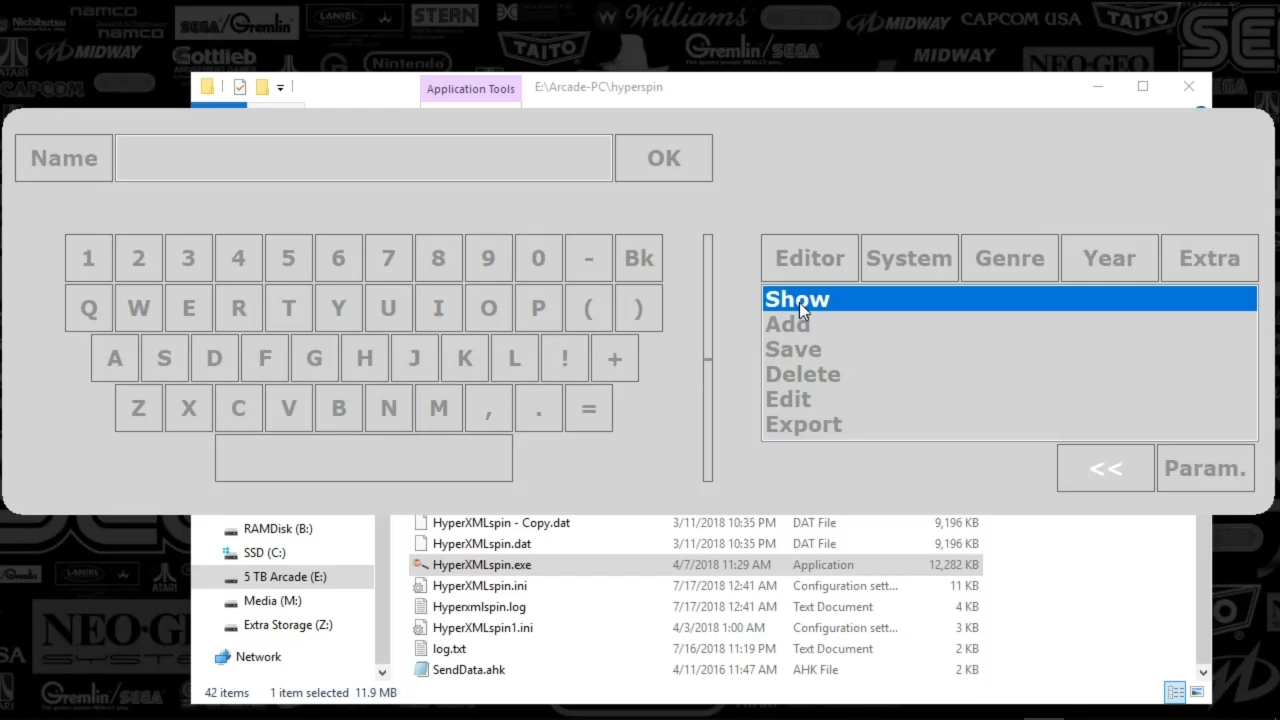 Nichibutsu
namco
namco
SEGA/Gremlin
LANIEL
STERN
Williams
MIDWAY
CAPCOM USA
TAITO
SE
ATARI
MIDWAY
Gottlieb
TAITO
Gremlin/SEGA
MIDWAY
NEO-GEO
CAPCOM
Nintendo
Application Tools
E:\Arcade-PC\hyperspin
Name
OK
1 2 3 4 5 6 7 8 9 0 - Bk
Q W E R T Y U I O P ( )
A S D F G H J K L ! +
Z X C V B N M , . =
Editor System Genre Year Extra
Show
Add
Save
Delete
Edit
Export
<< Param.
RAMDisk (B:)
SSD (C:)
5 TB Arcade (E:)
Media (M:)
Extra Storage (Z:)
Network
HyperXMLspin - Copy.dat 3/11/2018 10:35 PM DAT File 9,196 KB
HyperXMLspin.dat 3/11/2018 10:35 PM DAT File 9,196 KB
HyperXMLspin.exe 4/7/2018 11:29 AM Application 12,282 KB
HyperXMLspin.ini 7/17/2018 12:41 AM Configuration sett... 11 KB
Hyperxmlspin.log 7/17/2018 12:41 AM Text Document 4 KB
HyperXMLspin1.ini 4/3/2018 1:00 AM Configuration sett... 3 KB
log.txt 7/16/2018 11:19 PM Text Document 2 KB
SendData.ahk 4/11/2016 11:47 AM AHK File 2 KB
42 items 1 item selected 11.9 MB
Gremlin
LANIEL
ATARI
NEO-G
SYSTEM
Gremlin/SEGA